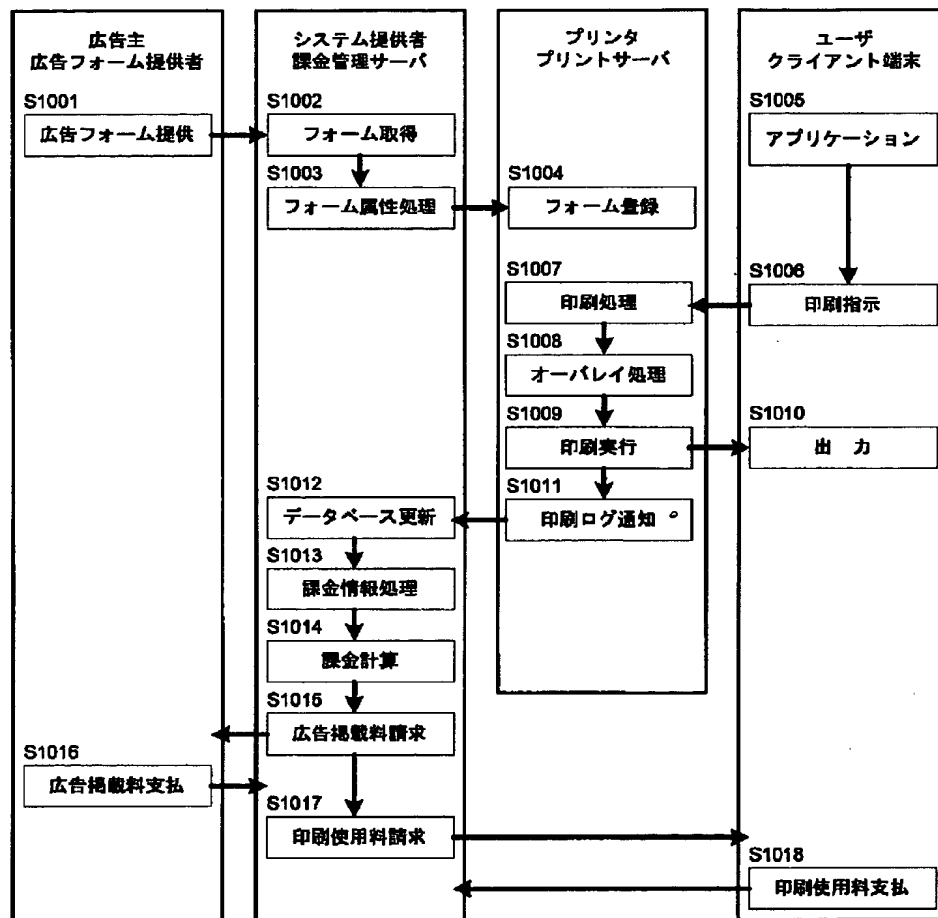 広告主
広告フォーム提供者
システム提供者
課金管理サーバ
プリンタ
プリントサーバ
ユーザ
クライアント端末
S1001
広告フォーム提供
S1002
フォーム取得
S1003
フォーム属性処理
S1004
フォーム登録
S1005
アプリケーション
S1006
印刷指示
S1007
印刷処理
S1008
オーバレイ処理
S1009
印刷実行
S1010
出 力
S1011
印刷ログ通知
S1012
データベース更新
S1013
課金情報処理
S1014
課金計算
S1015
広告掲載料請求
S1016
広告掲載料支払
S1017
印刷使用料請求
S1018
印刷使用料支払